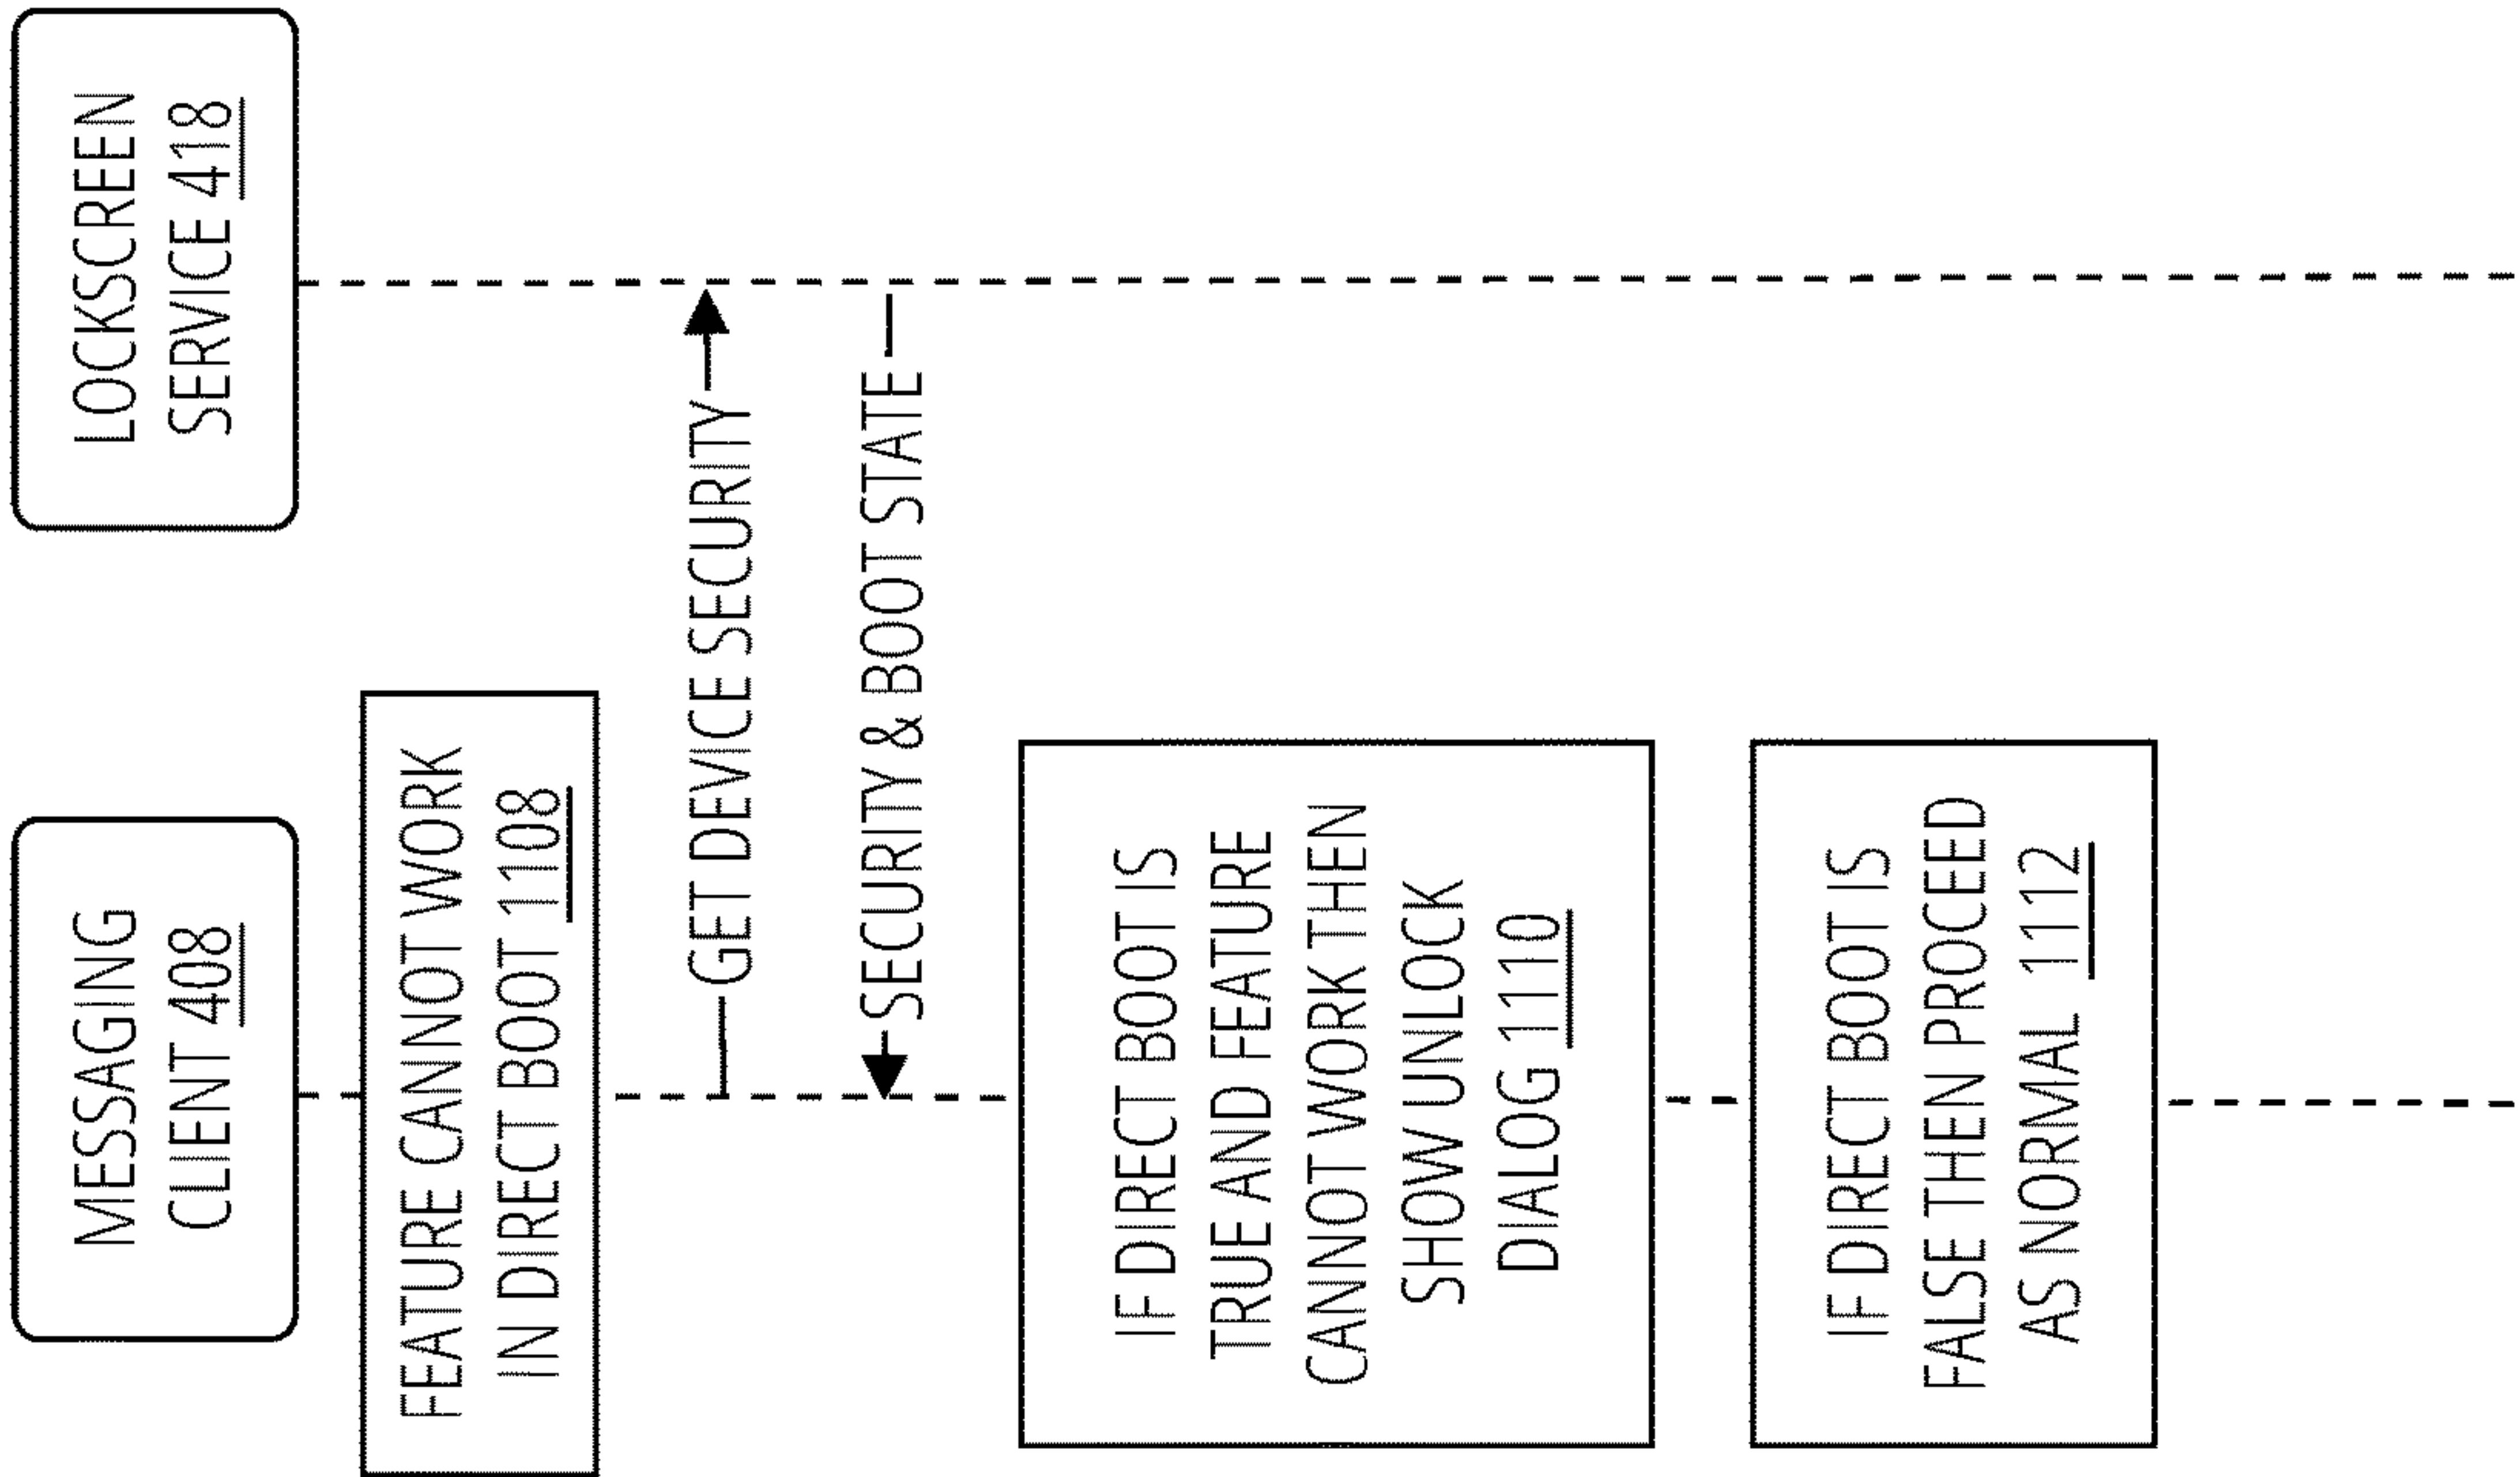 MESSAGING
CLIENT 408
LOCKSCREEN
SERVICE 418
FEATURE CANNOT WORK
IN DIRECT BOOT 1108
GET DEVICE SECURITY
SECURITY & BOOT STATE
IF DIRECT BOOT IS
TRUE AND FEATURE
CANNOT WORK THEN
SHOW UNLOCK
DIALOG 1110
IF DIRECT BOOT IS
FALSE THEN PROCEED
AS NORMAL 1112